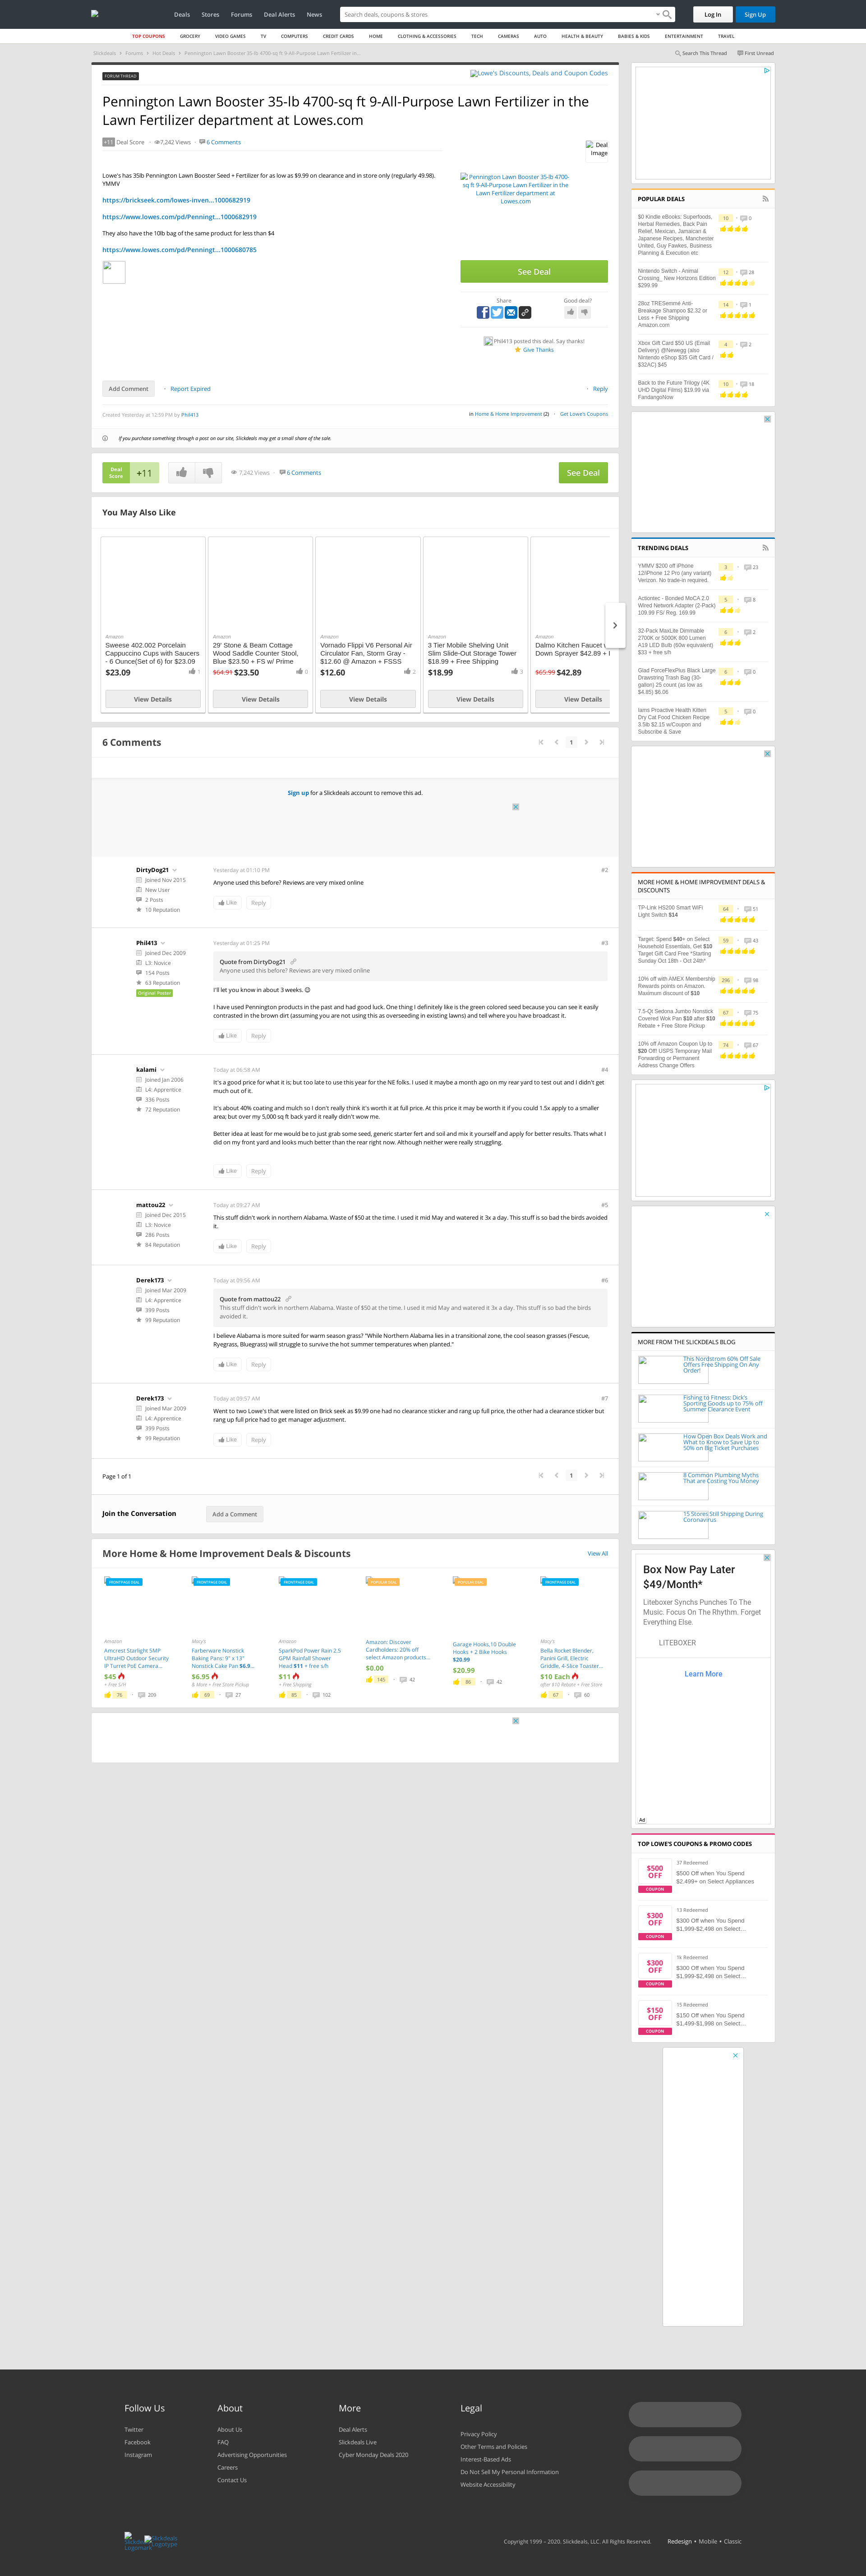 Deals Stores Forums Deal Alerts News
Search deals, coupons & stores
Log In Sign Up
TOP COUPONS GROCERY VIDEO GAMES TV COMPUTERS CREDIT CARDS HOME CLOTHING & ACCESSORIES TECH CAMERAS AUTO HEALTH & BEAUTY BABIES & KIDS ENTERTAINMENT TRAVEL
Slickdeals Forums Hot Deals Pennington Lawn Booster 35-lb 4700-sq ft 9-All-Purpose Lawn Fertilizer in...
Search This Thread First Unread
FORUM THREAD
Lowe's Discounts, Deals and Coupon Codes
Pennington Lawn Booster 35-lb 4700-sq ft 9-All-Purpose Lawn Fertilizer in the
Lawn Fertilizer department at Lowes.com
+11 Deal Score 7,242 Views 6 Comments
Deal
Image
Lowe's has 35lb Pennington Lawn Booster Seed + Fertilizer for as low as $9.99 on clearance and in store only (regularly 49.98).
YMMV
https://brickseek.com/lowes-inven...1000682919
https://www.lowes.com/pd/Penningt...1000682919
They also have the 10lb bag of the same product for less than $4
https://www.lowes.com/pd/Penningt...1000680785
Pennington Lawn Booster 35-lb 4700-
sq ft 9-All-Purpose Lawn Fertilizer in the
Lawn Fertilizer department at
Lowes.com
See Deal
Share Good deal?
Phil413 posted this deal. Say thanks!
Give Thanks
Add Comment Report Expired Reply
Created Yesterday at 12:59 PM by Phil413
in Home & Home Improvement (2) Get Lowe's Coupons
If you purchase something through a post on our site, Slickdeals may get a small share of the sale.
Deal
Score
+11
7,242 Views 6 Comments
See Deal
You May Also Like
Amazon
Sweese 402.002 Porcelain
Cappuccino Cups with Saucers
- 6 Ounce(Set of 6) for $23.09
$23.09 1
View Details
Amazon
29' Stone & Beam Cottage
Wood Saddle Counter Stool,
Blue $23.50 + FS w/ Prime
$64.91 $23.50 0
View Details
Amazon
Vornado Flippi V6 Personal Air
Circulator Fan, Storm Gray -
$12.60 @ Amazon + FSSS
$12.60 2
View Details
Amazon
3 Tier Mobile Shelving Unit
Slim Slide-Out Storage Tower
$18.99 + Free Shipping
$18.99 3
View Details
Amazon
Dalmo Kitchen Faucet
Down Sprayer $42.89 +
$65.99 $42.89
View Details
6 Comments
1
Sign up for a Slickdeals account to remove this ad.
DirtyDog21
Joined Nov 2015
New User
2 Posts
10 Reputation
Yesterday at 01:10 PM #2
Anyone used this before? Reviews are very mixed online
Like Reply
Phil413
Joined Dec 2009
L3: Novice
154 Posts
63 Reputation
Original Poster
Yesterday at 01:25 PM #3
Quote from DirtyDog21
Anyone used this before? Reviews are very mixed online
I'll let you know in about 3 weeks. 😉
I have used Pennington products in the past and had good luck. One thing I definitely like is the green colored seed because you can see it easily
contrasted in the brown dirt (assuming you are not using this as overseeding in existing lawn) and tell where you have broadcast it.
Like Reply
kalami
Joined Jan 2006
L4: Apprentice
336 Posts
72 Reputation
Today at 06:58 AM #4
It's a good price for what it is; but too late to use this year for the NE folks. I used it maybe a month ago on my rear yard to test out and I didn't get
much out of it.
It's about 40% coating and mulch so I don't really think it's worth it at full price. At this price it may be worth it if you could 1.5x apply to a smaller
area; but over my 5,000 sq ft back yard it really didn't wow me.
Better idea at least for me would be to just grab some seed, generic starter fert and soil and mix it yourself and apply for better results. Thats what I
did on my front yard and looks much better than the rear right now. Although neither were really struggling.
Like Reply
mattou22
Joined Dec 2015
L3: Novice
286 Posts
84 Reputation
Today at 09:27 AM #5
This stuff didn't work in northern Alabama. Waste of $50 at the time. I used it mid May and watered it 3x a day. This stuff is so bad the birds avoided
it.
Like Reply
Derek173
Joined Mar 2009
L4: Apprentice
399 Posts
99 Reputation
Today at 09:56 AM #6
Quote from mattou22
This stuff didn't work in northern Alabama. Waste of $50 at the time. I used it mid May and watered it 3x a day. This stuff is so bad the birds
avoided it.
I believe Alabama is more suited for warm season grass? "While Northern Alabama lies in a transitional zone, the cool season grasses (Fescue,
Ryegrass, Bluegrass) will struggle to survive the hot summer temperatures when planted."
Like Reply
Derek173
Joined Mar 2009
L4: Apprentice
399 Posts
99 Reputation
Today at 09:57 AM #7
Went to two Lowe's that were listed on Brick seek as $9.99 one had no clearance sticker and rang up full price, the other had a clearance sticker but
rang up full price had to get manager adjustment.
Like Reply
Page 1 of 1 1
Join the Conversation Add a Comment
More Home & Home Improvement Deals & Discounts View All
FRONTPAGE DEAL
Amazon
Amcrest Starlight 5MP
UltraHD Outdoor Security
IP Turret PoE Camera...
$45
+ Free S/H
76 209
FRONTPAGE DEAL
Macy's
Farberware Nonstick
Baking Pans: 9" x 13"
Nonstick Cake Pan $6.9...
$6.95
& More + Free Store Pickup
69 27
FRONTPAGE DEAL
Amazon
SparkPod Power Rain 2.5
GPM Rainfall Shower
Head $11 + free s/h
$11
+ Free Shipping
85 102
POPULAR DEAL
Amazon: Discover
Cardholders: 20% off
select Amazon products...
$0.00
145 42
POPULAR DEAL
Garage Hooks,10 Double
Hooks + 2 Bike Hooks
$20.99
$20.99
86 42
FRONTPAGE DEAL
Macy's
Bella Rocket Blender,
Panini Grill, Electric
Griddle, 4-Slice Toaster...
$10 Each
after $10 Rebate + Free Store
67 60
POPULAR DEALS
$0 Kindle eBooks: Superfoods,
Herbal Remedies, Back Pain
Relief, Mexican, Jamaican &
Japanese Recipes, Manchester
United, Guy Fawkes, Business
Planning & Execution etc
10 0
Nintendo Switch - Animal
Crossing_ New Horizons Edition
$299.99
12 28
28oz TRESemmé Anti-
Breakage Shampoo $2.32 or
Less + Free Shipping
Amazon.com
14 1
Xbox Gift Card $50 US (Email
Delivery) @Newegg (also
Nintendo eShop $35 Gift Card /
$32AC) $45
4 2
Back to the Future Trilogy (4K
UHD Digital Films) $19.99 via
FandangoNow
10 16
TRENDING DEALS
YMMV $200 off iPhone
12/iPhone 12 Pro (any variant)
Verizon. No trade-in required.
3 23
Actiontec - Bonded MoCA 2.0
Wired Network Adapter (2-Pack)
109.99 FS/ Reg. 169.99
5 8
32-Pack MaxLite Dimmable
2700K or 5000K 800 Lumen
A19 LED Bulb (60w equivalent)
$33 + free s/h
6 2
Glad ForceFlexPlus Black Large
Drawstring Trash Bag (30-
gallon) 25 count (as low as
$4.85) $6.06
6 0
Iams Proactive Health Kitten
Dry Cat Food Chicken Recipe
3.5lb $2.15 w/Coupon and
Subscribe & Save
5 0
MORE HOME & HOME IMPROVEMENT DEALS &
DISCOUNTS
TP-Link HS200 Smart WiFi
Light Switch $14
64 51
Target: Spend $40+ on Select
Household Essentials, Get $10
Target Gift Card Free *Starting
Sunday Oct 18th - Oct 24th*
59 43
10% off with AMEX Membership
Rewards points on Amazon.
Maximum discount of $10
296 98
7.5-Qt Sedona Jumbo Nonstick
Covered Wok Pan $10 after $10
Rebate + Free Store Pickup
67 75
10% off Amazon Coupon Up to
$20 Off! USPS Temporary Mail
Forwarding or Permanent
Address Change Offers
74 67
MORE FROM THE SLICKDEALS BLOG
This Nordstrom 60% Off Sale
Offers Free Shipping On Any
Order!
Fishing to Fitness: Dick's
Sporting Goods up to 75% off
Summer Clearance Event
How Open Box Deals Work and
What to Know to Save Up to
50% on Big Ticket Purchases
8 Common Plumbing Myths
That are Costing You Money
15 Stores Still Shipping During
Coronavirus
Box Now Pay Later
$49/Month*
Liteboxer Synchs Punches To The
Music. Focus On The Rhythm. Forget
Everything Else.
LITEBOXER
Learn More
Ad
TOP LOWE'S COUPONS & PROMO CODES
$500
OFF
COUPON
37 Redeemed
$500 Off when You Spend
$2,499+ on Select Appliances
$300
OFF
COUPON
13 Redeemed
$300 Off when You Spend
$1,999-$2,498 on Select...
$300
OFF
COUPON
1k Redeemed
$300 Off when You Spend
$1,999-$2,498 on Select...
$150
OFF
COUPON
15 Redeemed
$150 Off when You Spend
$1,499-$1,998 on Select...
Follow Us
Twitter
Facebook
Instagram
About
About Us
FAQ
Advertising Opportunities
Careers
Contact Us
More
Deal Alerts
Slickdeals Live
Cyber Monday Deals 2020
Legal
Privacy Policy
Other Terms and Policies
Interest-Based Ads
Do Not Sell My Personal Information
Website Accessibility
Slickdeals
Logomark
Slickdeals
Logotype
Copyright 1999 - 2020. Slickdeals, LLC. All Rights Reserved. Redesign • Mobile • Classic